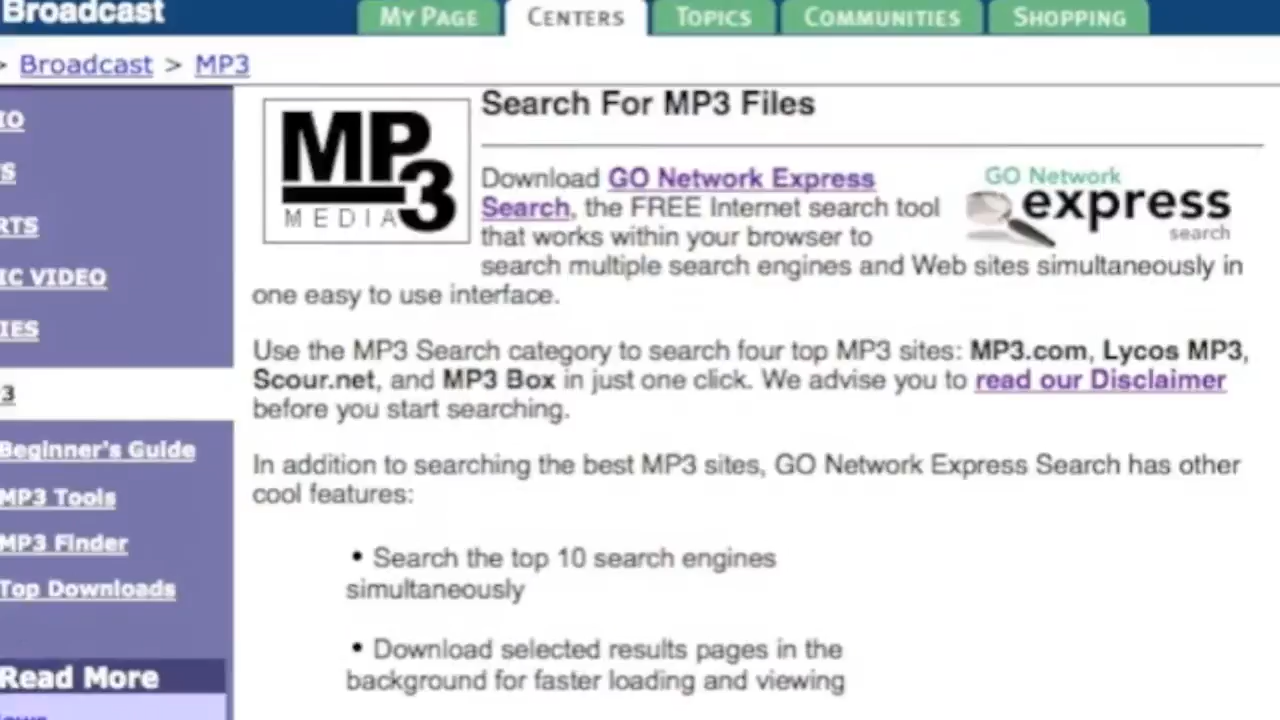 Broadcast
MY PAGE
CENTERS
TOPICS
COMMUNITIES
SHOPPING
> Broadcast > MP3
IO
S
RTS
IC VIDEO
IES
3
Beginner's Guide
MP3 Tools
MP3 Finder
Top Downloads
Read More
MP3
MEDIA
Search For MP3 Files
GO Network
express
search
Download GO Network Express
Search, the FREE Internet search tool
that works within your browser to
search multiple search engines and Web sites simultaneously in
one easy to use interface.
Use the MP3 Search category to search four top MP3 sites: MP3.com, Lycos MP3,
Scour.net, and MP3 Box in just one click. We advise you to read our Disclaimer
before you start searching.
In addition to searching the best MP3 sites, GO Network Express Search has other
cool features:
• Search the top 10 search engines
simultaneously
• Download selected results pages in the
background for faster loading and viewing